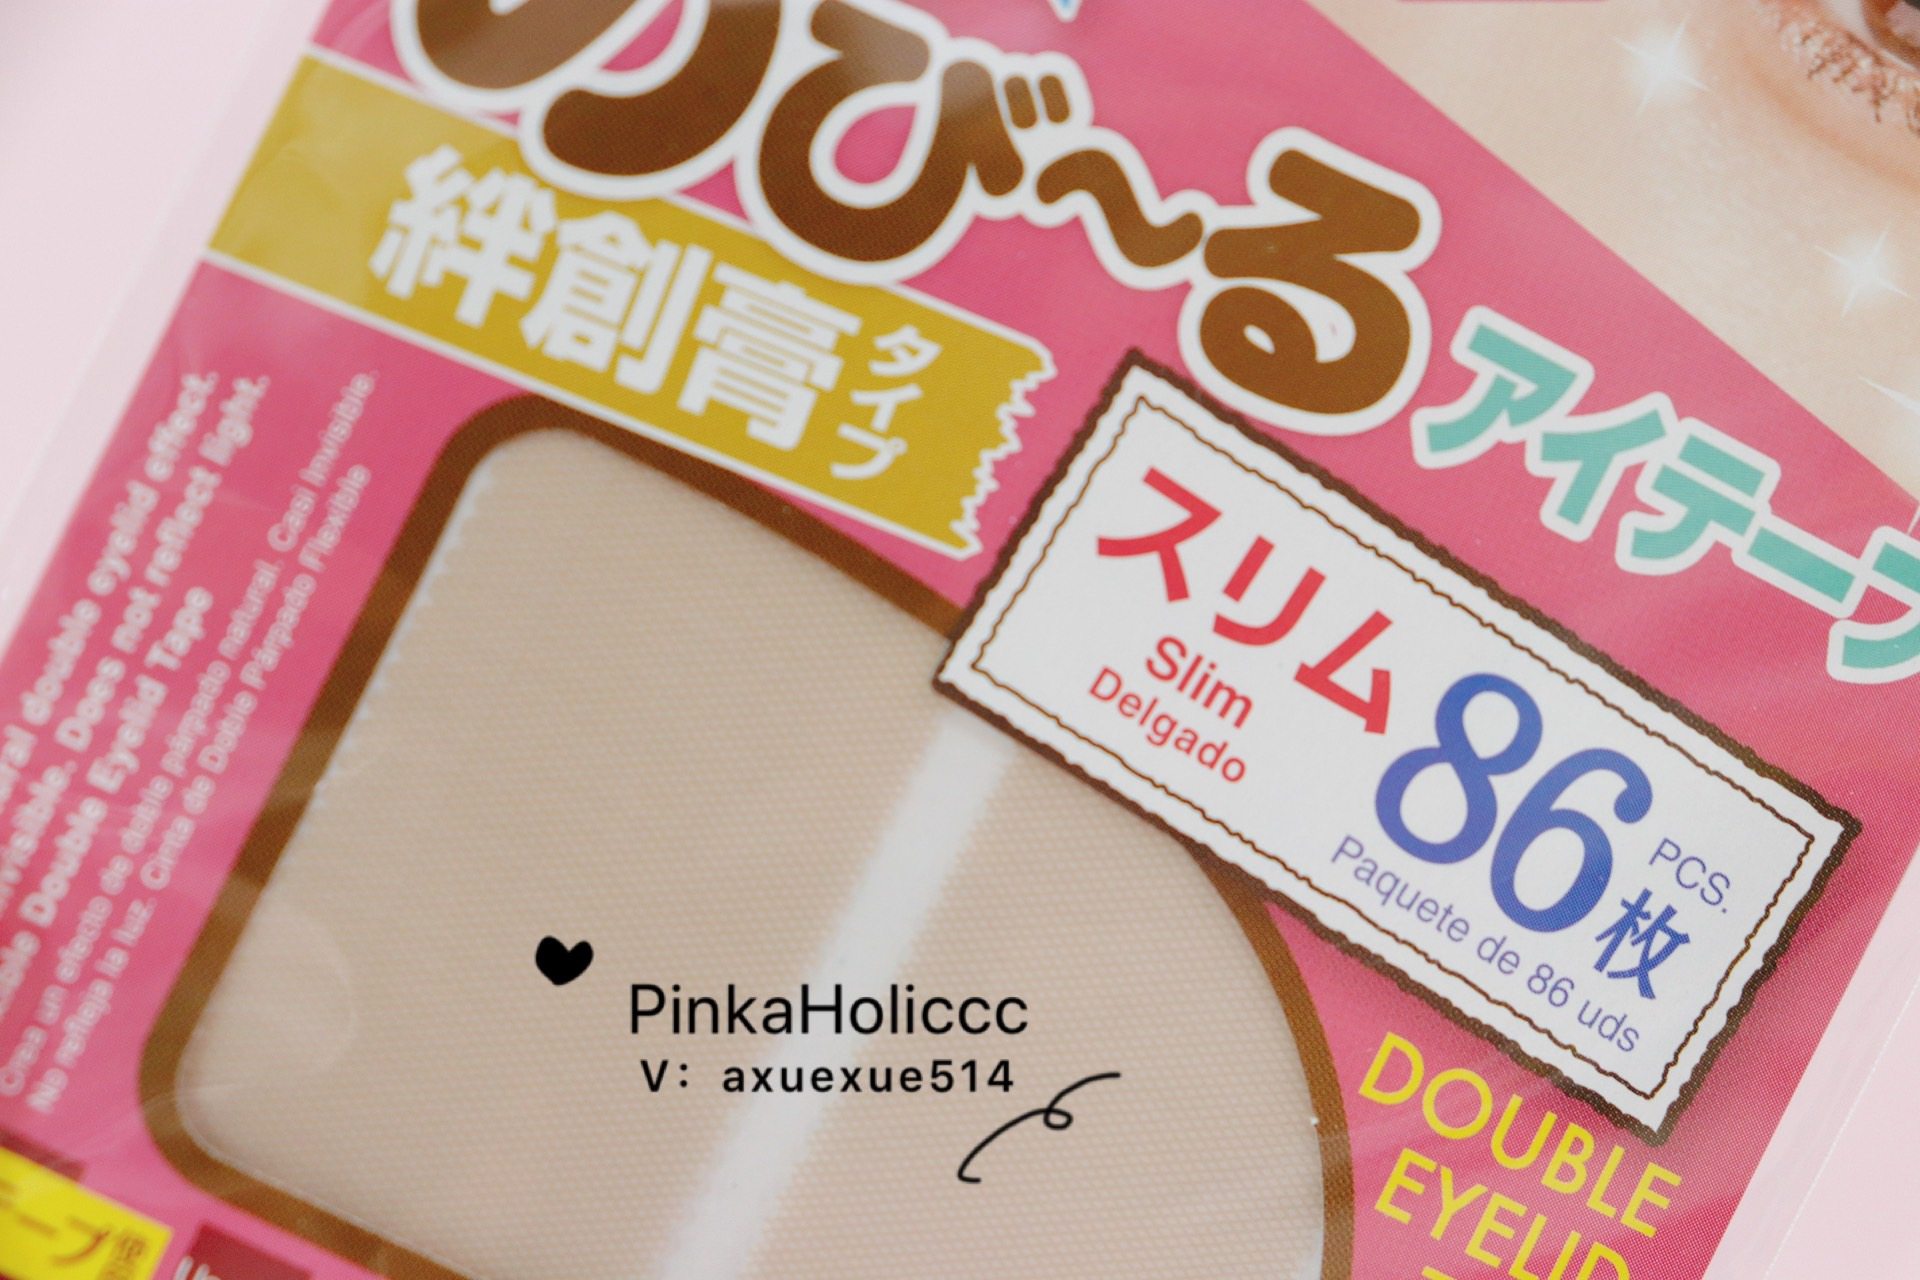 のび〜る
アイテープ
絆創膏
タイプ
スリム
Slim
Delgado
86
PCS.
枚
Paquete de 86 uds
DOUBLE
EYELID
double eyelid effect.
Does not reflect light.
Double Eyelid Tape
Crea un efecto de doble párpado natural. Casi invisible.
No refleja la luz. Cinta de Doble Párpado Flexible
PinkaHoliccc
V: axuexue514